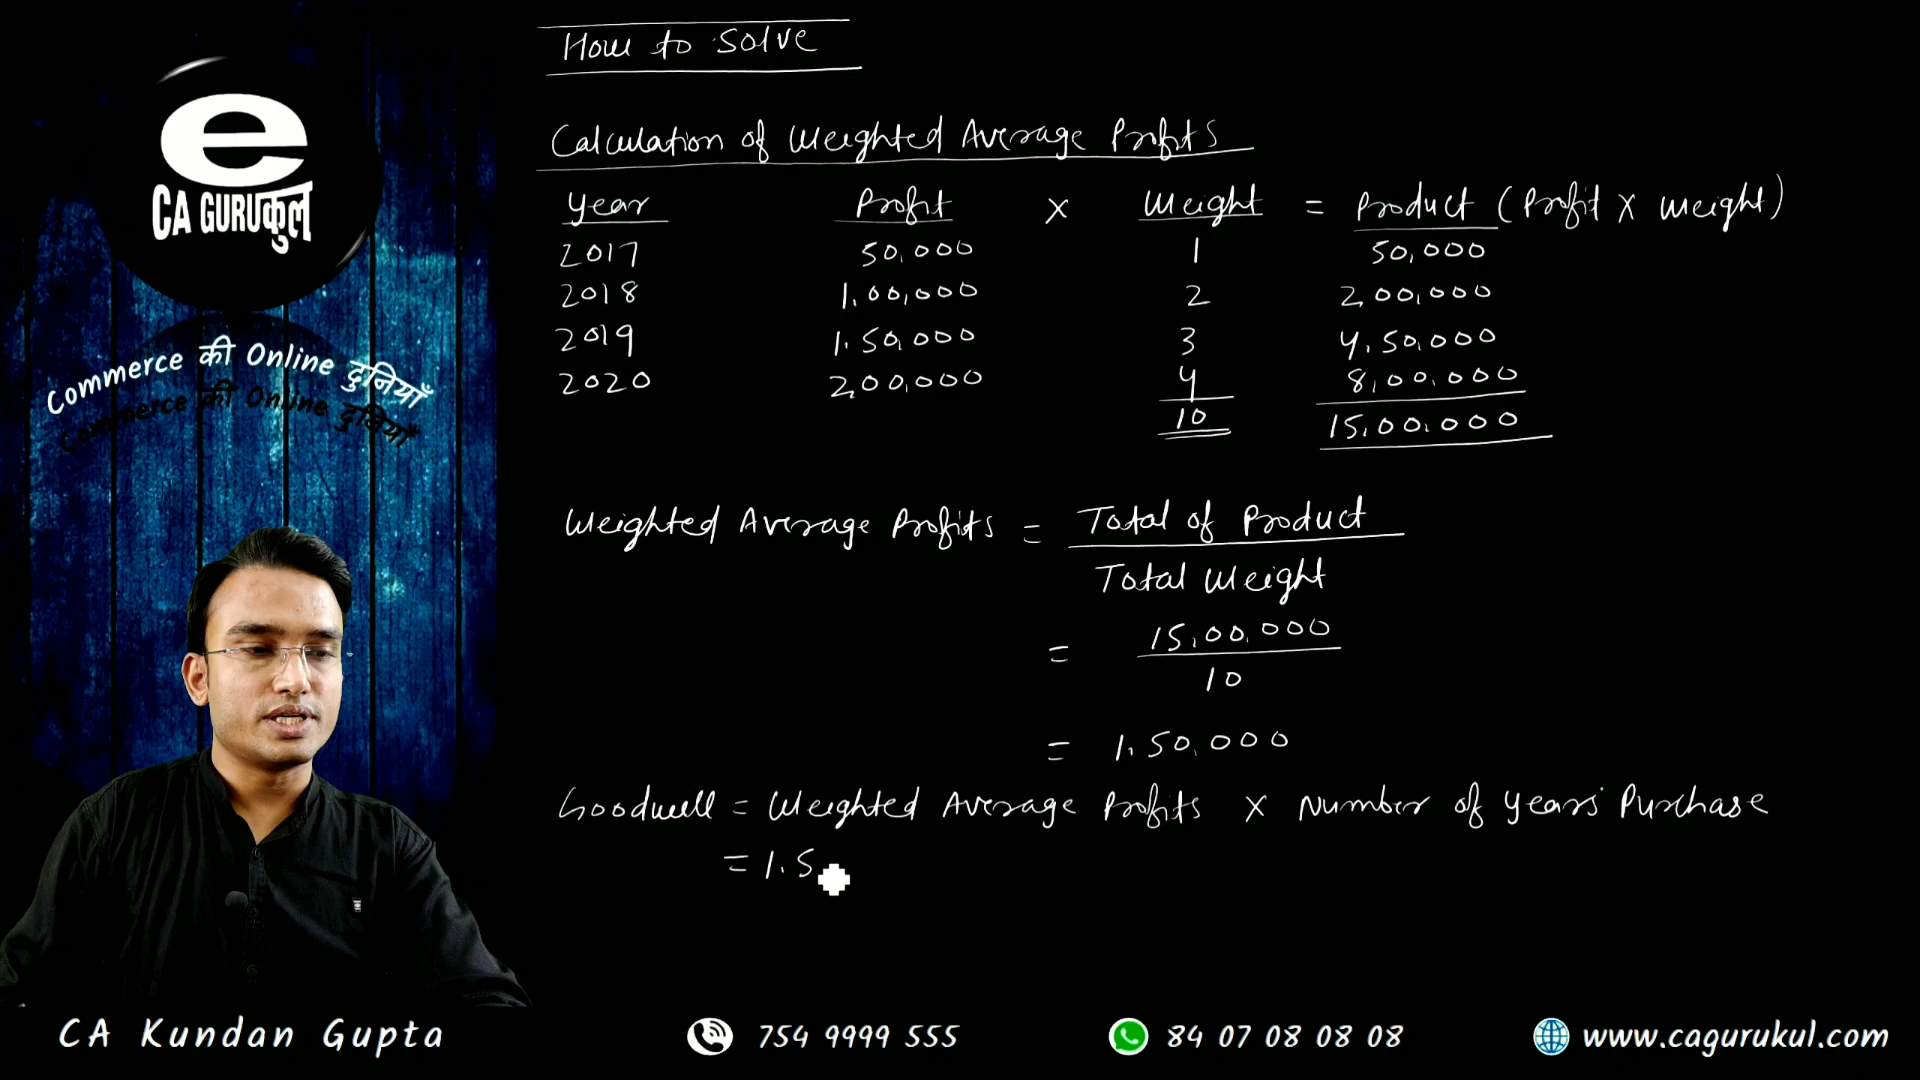 How to Solve
Calculation of Weighted Average Profits
Year Profit X Weight = Product (Profit X Weight)
2017 50,000 1 50,000
2018 1,00,000 2 2,00,000
2019 1,50,000 3 4,50,000
2020 2,00,000 4 8,00,000
10 15,00,000
Weighted Average Profits = Total of Product
Total Weight
= 15,00,000
10
= 1,50,000
Goodwill = Weighted Average Profits X Number of Years' Purchase
= 1.5
e
CA GURUकुल
Commerce की Online दुनियाँ
Commerce की Online दुनियाँ
CA Kundan Gupta 754 9999 555 84 07 08 08 08 www.cagurukul.com